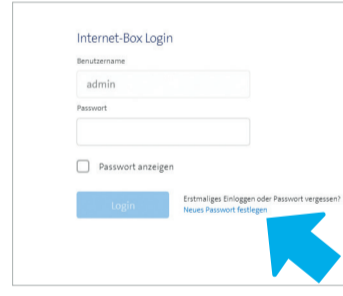 Internet-Box Login
Benutzername
admin
Passwort
Passwort anzeigen
Login
Erstmaliges Einloggen oder Passwort vergessen?
Neues Passwort festlegen